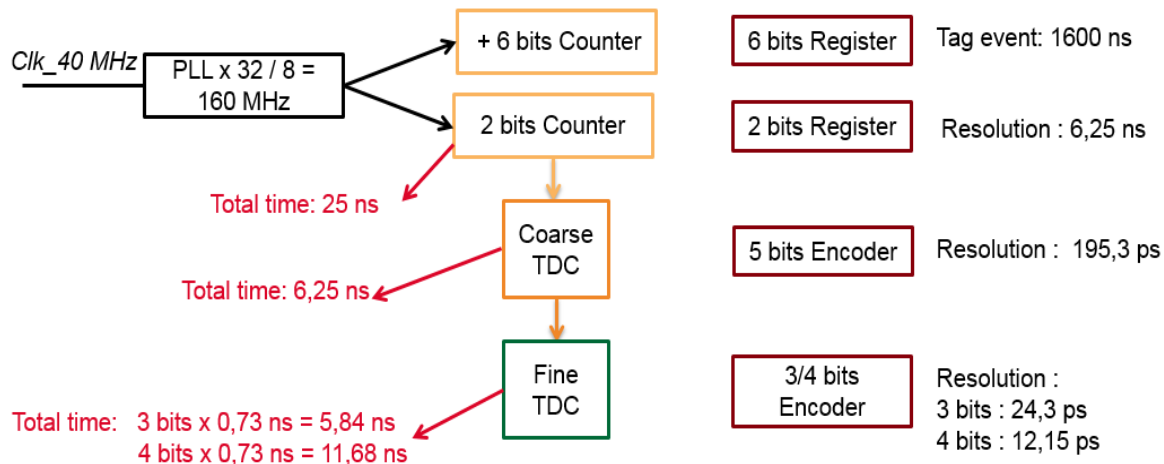 Clk_40 MHz
PLL x 32 / 8 =
160 MHz
+ 6 bits Counter
6 bits Register
Tag event: 1600 ns
2 bits Counter
2 bits Register
Resolution : 6,25 ns
Total time: 25 ns
Coarse
TDC
5 bits Encoder
Resolution : 195,3 ps
Total time: 6,25 ns
Fine
TDC
3/4 bits
Encoder
Resolution :
3 bits : 24,3 ps
4 bits : 12,15 ps
Total time: 3 bits x 0,73 ns = 5,84 ns
4 bits x 0,73 ns = 11,68 ns